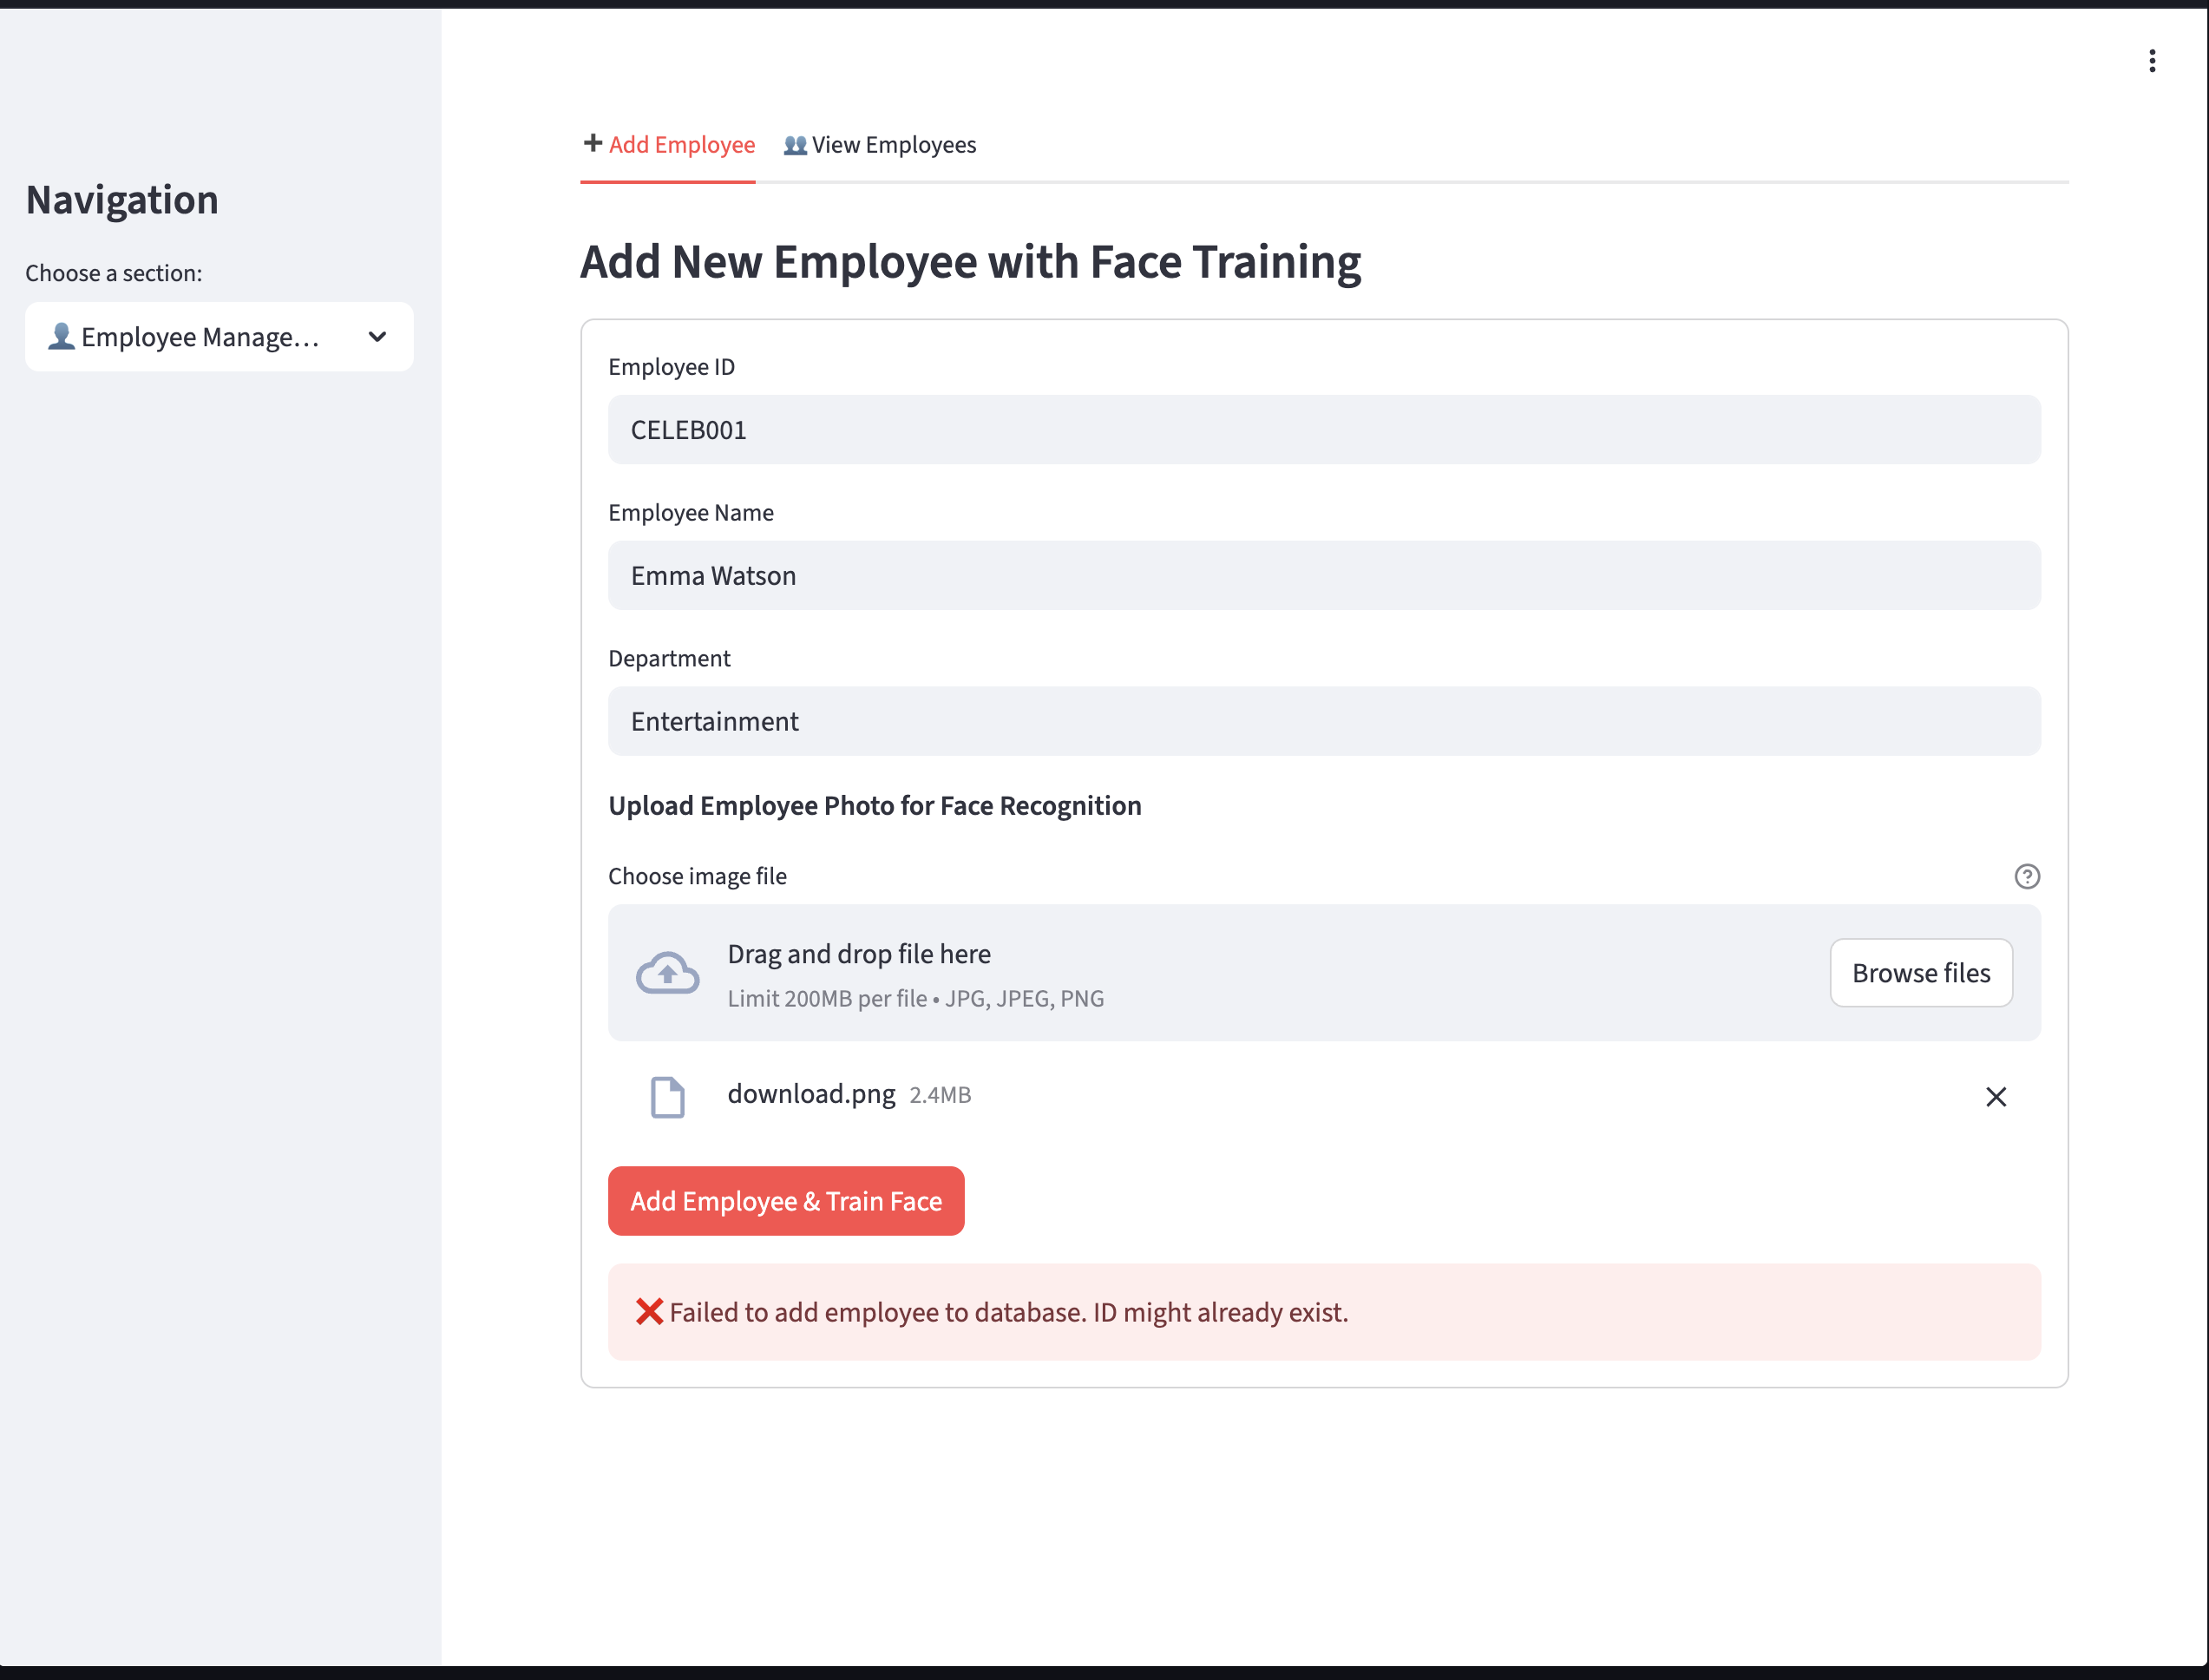 Navigation
Choose a section:
Employee Manage...
Add Employee
View Employees
Add New Employee with Face Training
Employee ID
CELEB001
Employee Name
Emma Watson
Department
Entertainment
Upload Employee Photo for Face Recognition
Choose image file
Drag and drop file here
Limit 200MB per file • JPG, JPEG, PNG
Browse files
download.png 2.4MB
Add Employee & Train Face
Failed to add employee to database. ID might already exist.